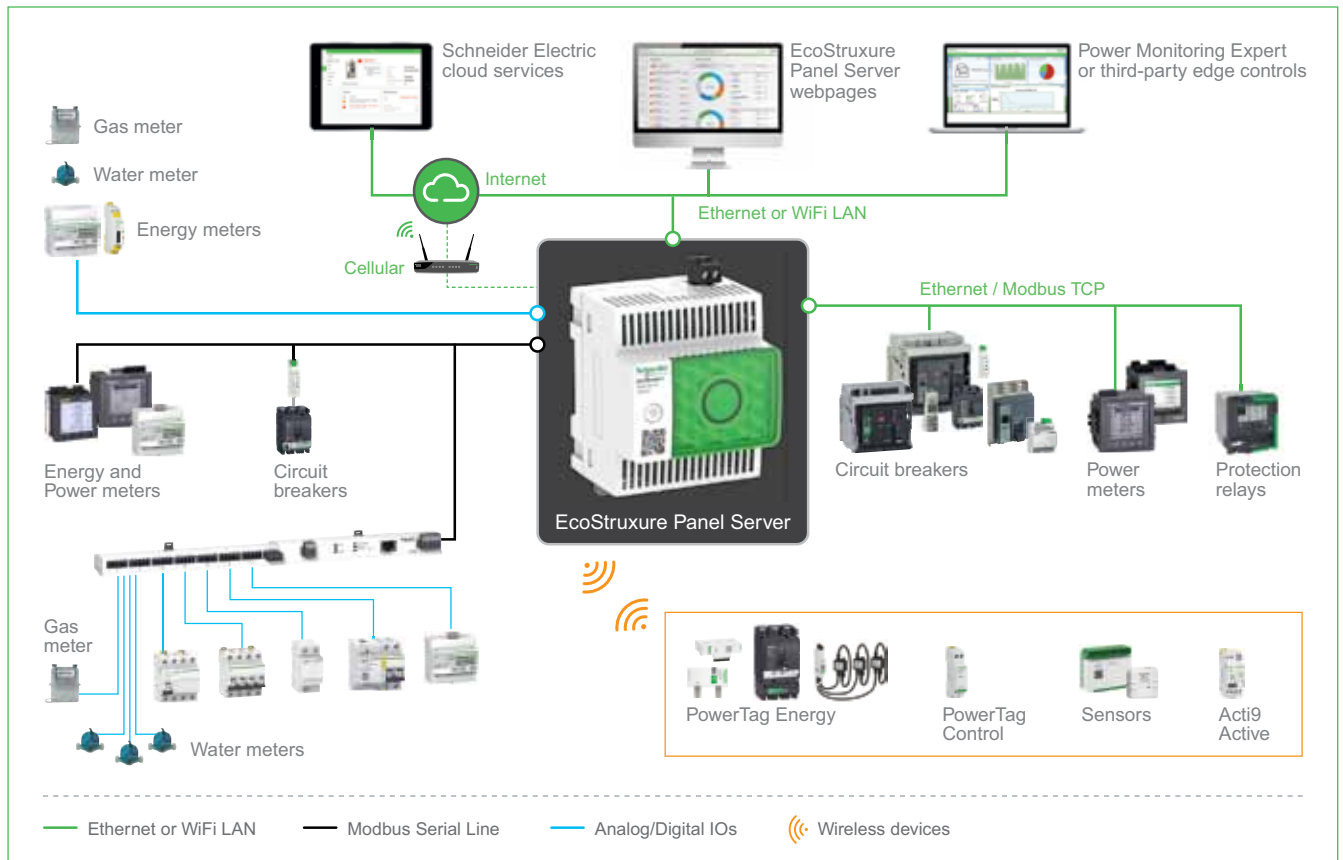 Schneider Electric
cloud services
EcoStruxure
Panel Server
webpages
Power Monitoring Expert
or third-party edge controls
Gas meter
Water meter
Energy meters
Internet
Ethernet or WiFi LAN
Cellular
Ethernet / Modbus TCP
Energy and
Power meters
Circuit
breakers
Circuit breakers
Power
meters
Protection
relays
Schneider
EcoStruxure Panel Server
Gas
meter
Water meters
PowerTag Energy
PowerTag
Control
Sensors
Acti9
Active
Ethernet or WiFi LAN
Modbus Serial Line
Analog/Digital IOs
Wireless devices